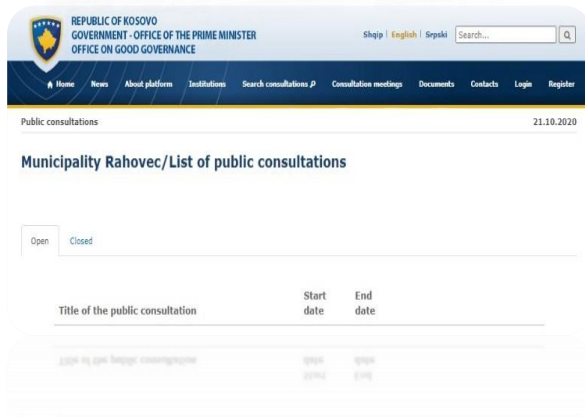 REPUBLIC OF KOSOVO
GOVERNMENT - OFFICE OF THE PRIME MINISTER
OFFICE ON GOOD GOVERNANCE
Shqip | English | Srpski Search...
Home News About platform Institutions Search consultations Consultation meetings Documents Contacts Login Register
Public consultations 21.10.2020
Municipality Rahovec/List of public consultations
Open Closed
Title of the public consultation Start date End date